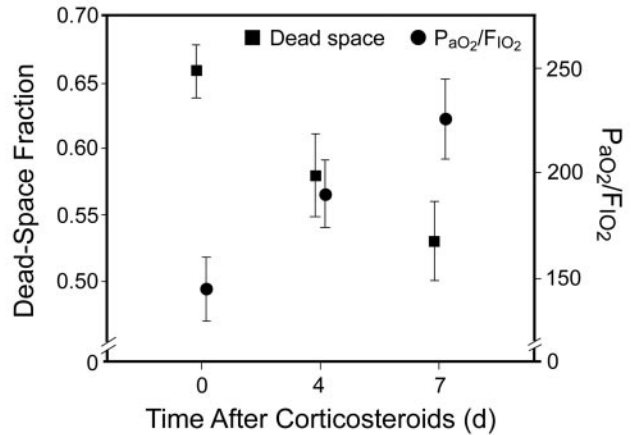 0.70
0.65
0.60
0.55
0.50
0
Dead-Space Fraction
Dead space
PaO2/FIO2
250
200
150
0
PaO2/FIO2
0
4
7
Time After Corticosteroids (d)